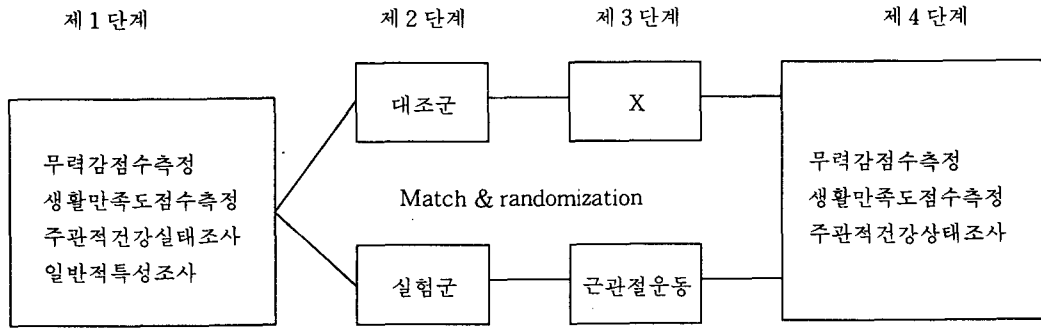 제 1 단계
제 2 단계
제 3 단계
제 4 단계
무력감점수측정
생활만족도점수측정
주관적건강실태조사
일반적특성조사
대조군
X
Match & randomization
실험군
근관절운동
무력감점수측정
생활만족도점수측정
주관적건강상태조사